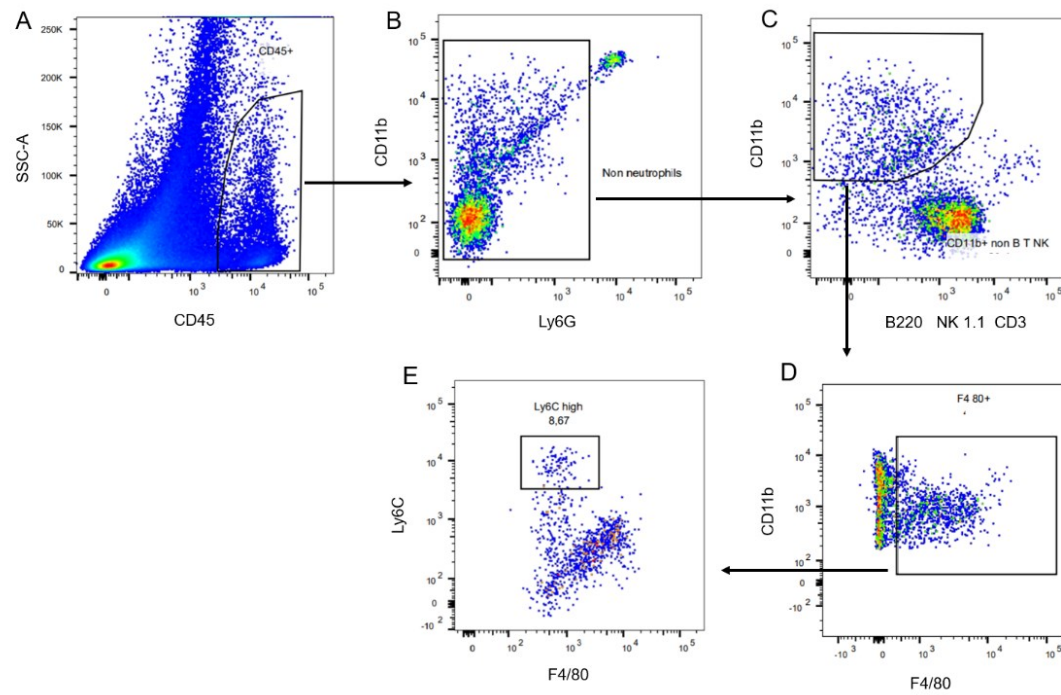 A
250K
200K
150K
100K
50K
0
SSC-A
CD45+
0
10 3
10 4
10 5
CD45
B
10 5
10 4
10 3
10 2
0
CD11b
Non neutrophils
0
10 3
10 4
10 5
Ly6G
C
10 5
10 4
10 3
10 2
0
CD11b
CD11b+ non B T NK
0
10 3
10 4
10 5
B220 NK 1.1 CD3
E
10 5
10 4
10 3
10 2
0
-10 2
Ly6C
Ly6C high
8,67
10 2
10 3
10 4
10 5
F4/80
D
10 5
10 4
10 3
10 2
0
-10 2
CD11b
F4 80+
-10 3
0
10 3
10 4
10 5
F4/80